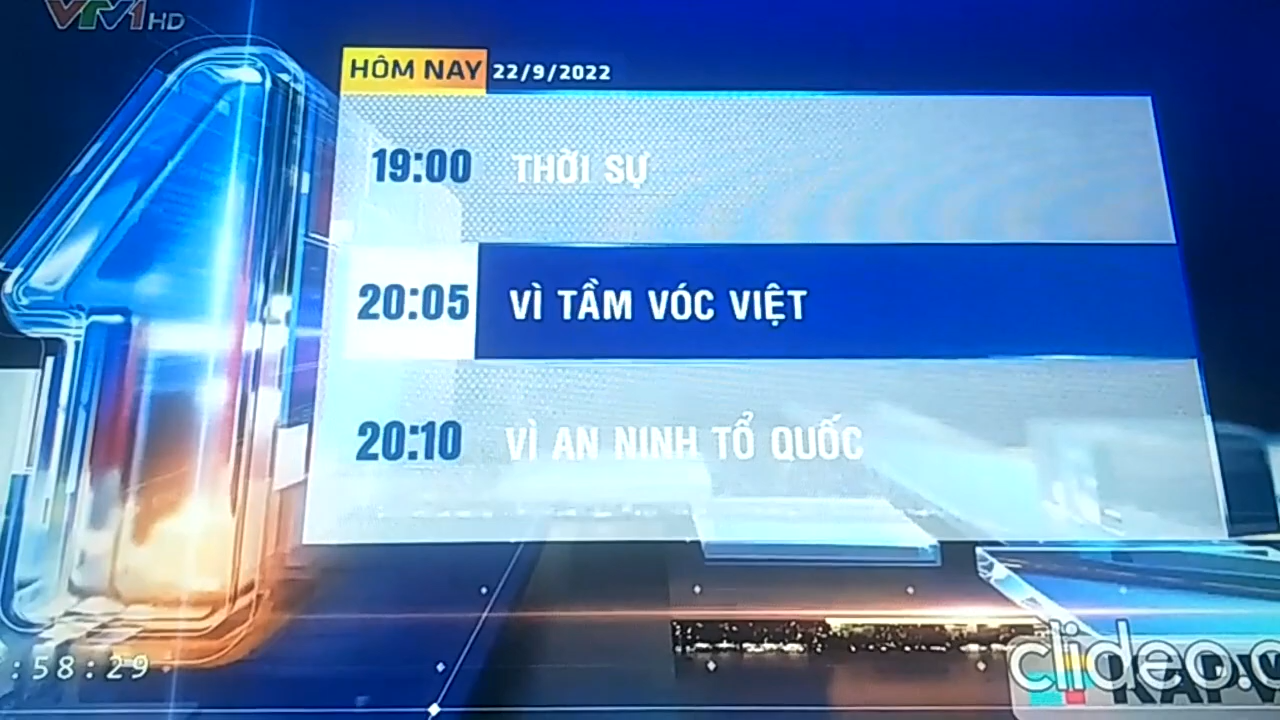 VTV1 HD
HÔM NAY 22/9/2022
19:00 THỜI SỰ
20:05 VÌ TẦM VÓC VIỆT
20:10 VÌ AN NINH TỔ QUỐC
:58:29
clideo.c